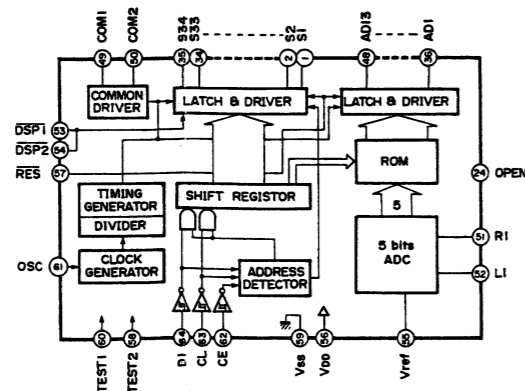 COM1 COM2 S34 S33 S2 S1 AD13 AD1
49 50 35 34 2 1 48 36
COMMON DRIVER
LATCH & DRIVER
LATCH & DRIVER
DSP1 53
DSP2 54
RES 57
ROM
24 OPEN
TIMING GENERATOR
DIVIDER
SHIFT REGISTOR
5
5 bits ADC
51 R1
52 L1
OSC 61
CLOCK GENERATOR
ADDRESS DETECTOR
60 58 64 63 62 59 56 55
TEST1 TEST2 DI CL CE Vss VDD Vref